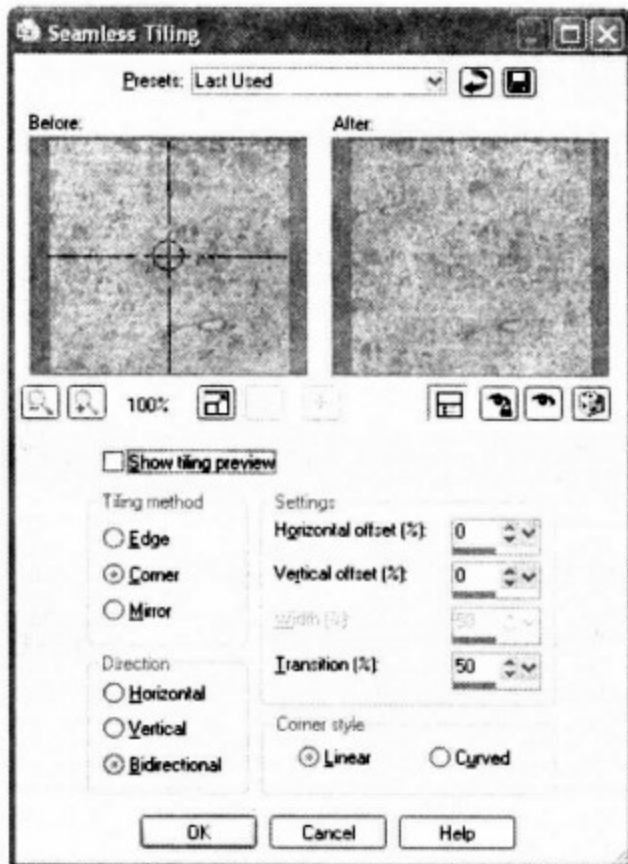 Seamless Tiling
Presets: Last Used
Before:
After:
100%
Show tiling preview
Tiling method
Edge
Corner
Mirror
Direction
Horizontal
Vertical
Bidirectional
Settings
Horizontal offset (%): 0
Vertical offset (%): 0
Width (%): 50
Transition (%): 50
Corner style
Linear
Curved
OK
Cancel
Help